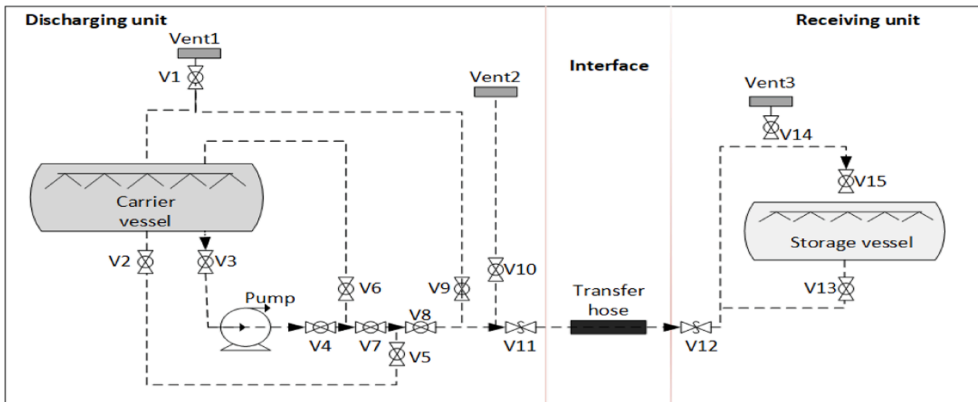 Discharging unit
Receiving unit
Interface
Vent1
V1
Vent2
Vent3
V14
V15
Carrier
vessel
Storage vessel
V2
V3
V6
V9
V10
V13
Pump
Transfer
hose
V8
V4
V7
V5
V11
V12